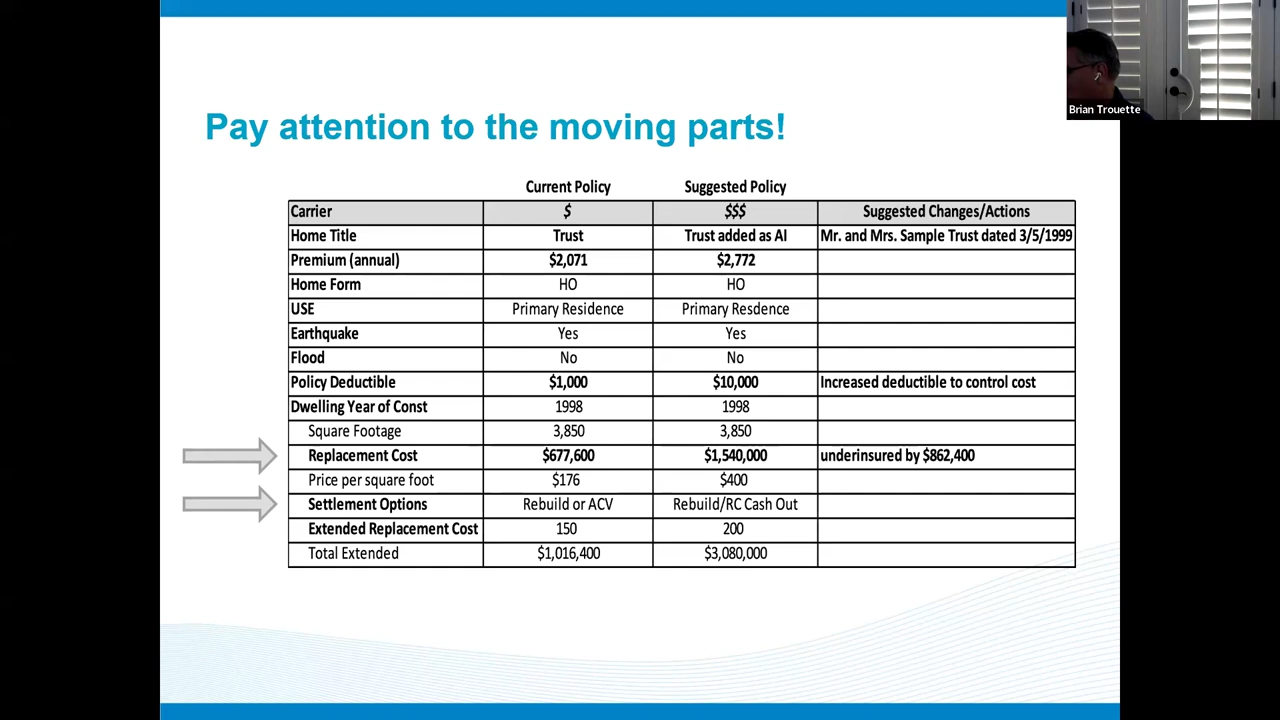 Brian Trouette
Pay attention to the moving parts!
Current Policy Suggested Policy
Carrier $ $$$ Suggested Changes/Actions
Home Title Trust Trust added as AI Mr. and Mrs. Sample Trust dated 3/5/1999
Premium (annual) $2,071 $2,772
Home Form HO HO
USE Primary Residence Primary Resdence
Earthquake Yes Yes
Flood No No
Policy Deductible $1,000 $10,000 Increased deductible to control cost
Dwelling Year of Const 1998 1998
Square Footage 3,850 3,850
Replacement Cost $677,600 $1,540,000 underinsured by $862,400
Price per square foot $176 $400
Settlement Options Rebuild or ACV Rebuild/RC Cash Out
Extended Replacement Cost 150 200
Total Extended $1,016,400 $3,080,000